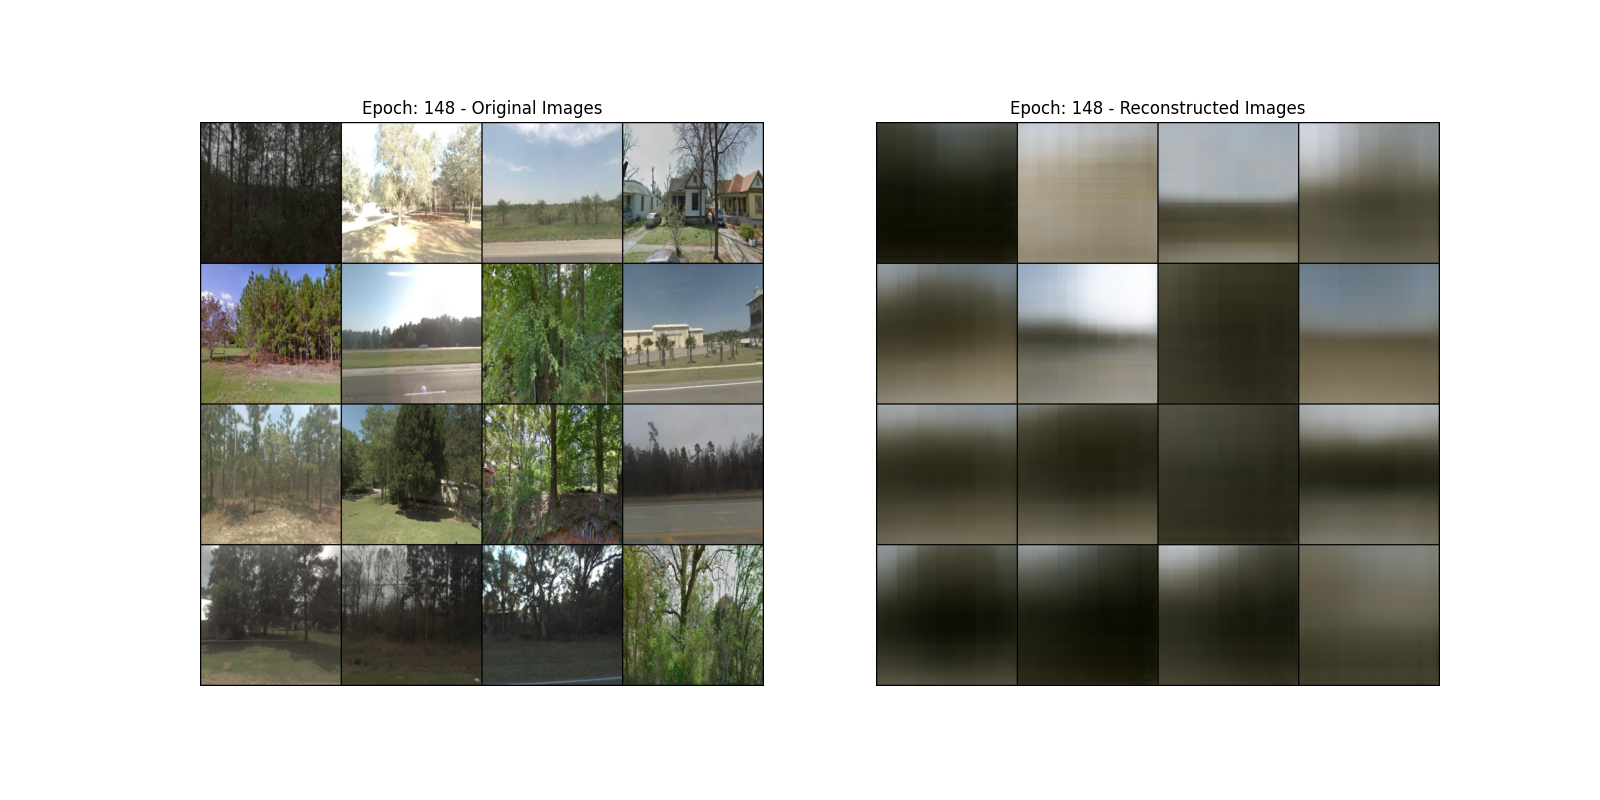 Epoch: 148 - Original Images
Epoch: 148 - Reconstructed Images